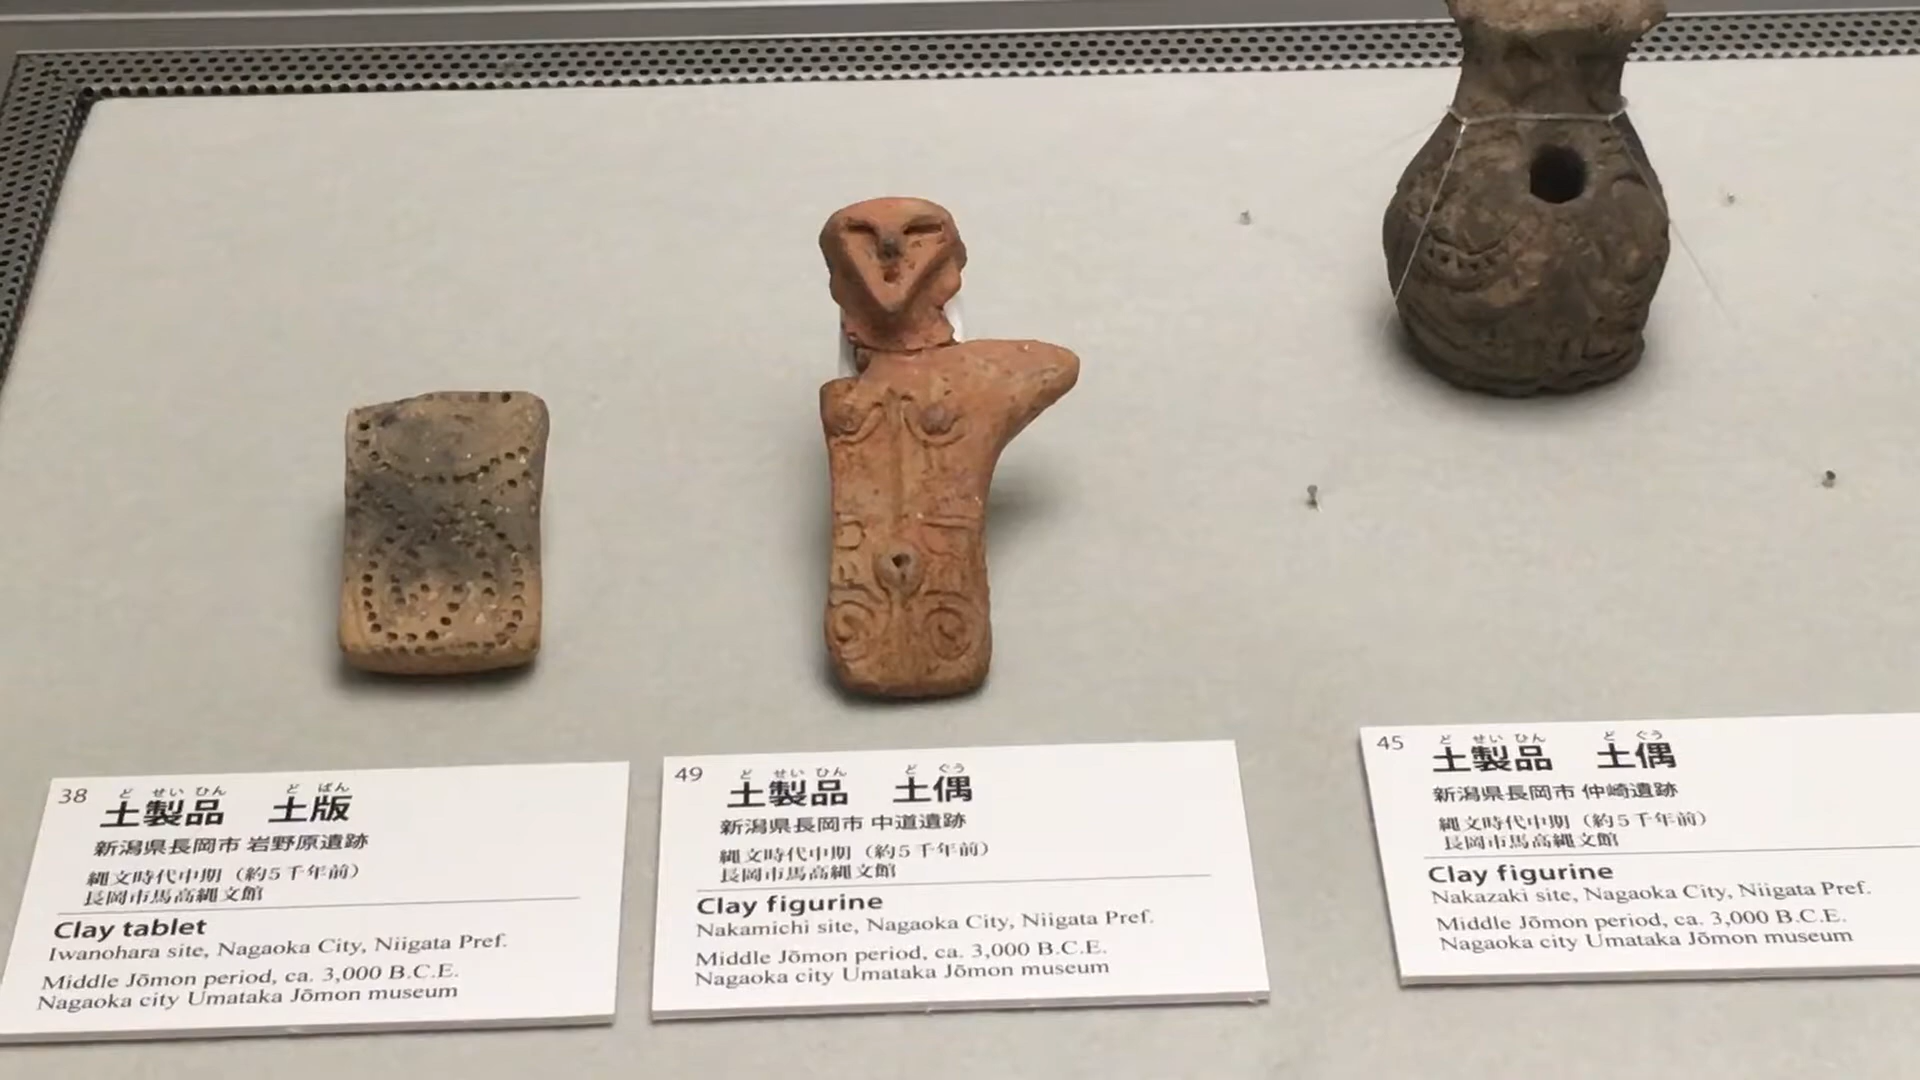 38
ど せい ひん ど ばん
土製品 土版
新潟県長岡市 岩野原遺跡
縄文時代中期（約5千年前）
長岡市馬高縄文館
Clay tablet
Iwanohara site, Nagaoka City, Niigata Pref.
Middle Jōmon period, ca. 3,000 B.C.E.
Nagaoka city Umataka Jōmon museum
49
ど せい ひん ど ぐう
土製品 土偶
新潟県長岡市 中道遺跡
縄文時代中期（約5千年前）
長岡市馬高縄文館
Clay figurine
Nakamichi site, Nagaoka City, Niigata Pref.
Middle Jōmon period, ca. 3,000 B.C.E.
Nagaoka city Umataka Jōmon museum
45
ど せい ひん ど ぐう
土製品 土偶
新潟県長岡市 仲崎遺跡
縄文時代中期（約5千年前）
長岡市馬高縄文館
Clay figurine
Nakazaki site, Nagaoka City, Niigata Pref.
Middle Jōmon period, ca. 3,000 B.C.E.
Nagaoka city Umataka Jōmon museum